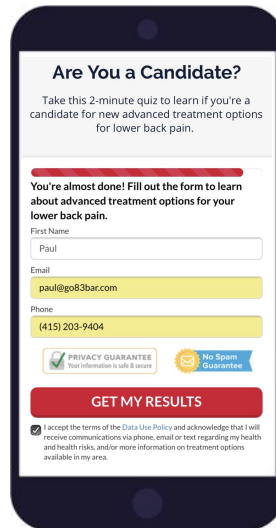 Are You a Candidate?
Take this 2-minute quiz to learn if you're a
candidate for new advanced treatment options
for lower back pain.
You're almost done! Fill out the form to learn
about advanced treatment options for your
lower back pain.
First Name
Paul
Email
paul@go83bar.com
Phone
(415) 203-9404
PRIVACY GUARANTEE
Your information is safe & secure
No Spam
Guarantee
GET MY RESULTS
I accept the terms of the Data Use Policy and acknowledge that I will
receive communications via phone, email or text regarding my health
and health risks, and/or more information on treatment options
available in my area.